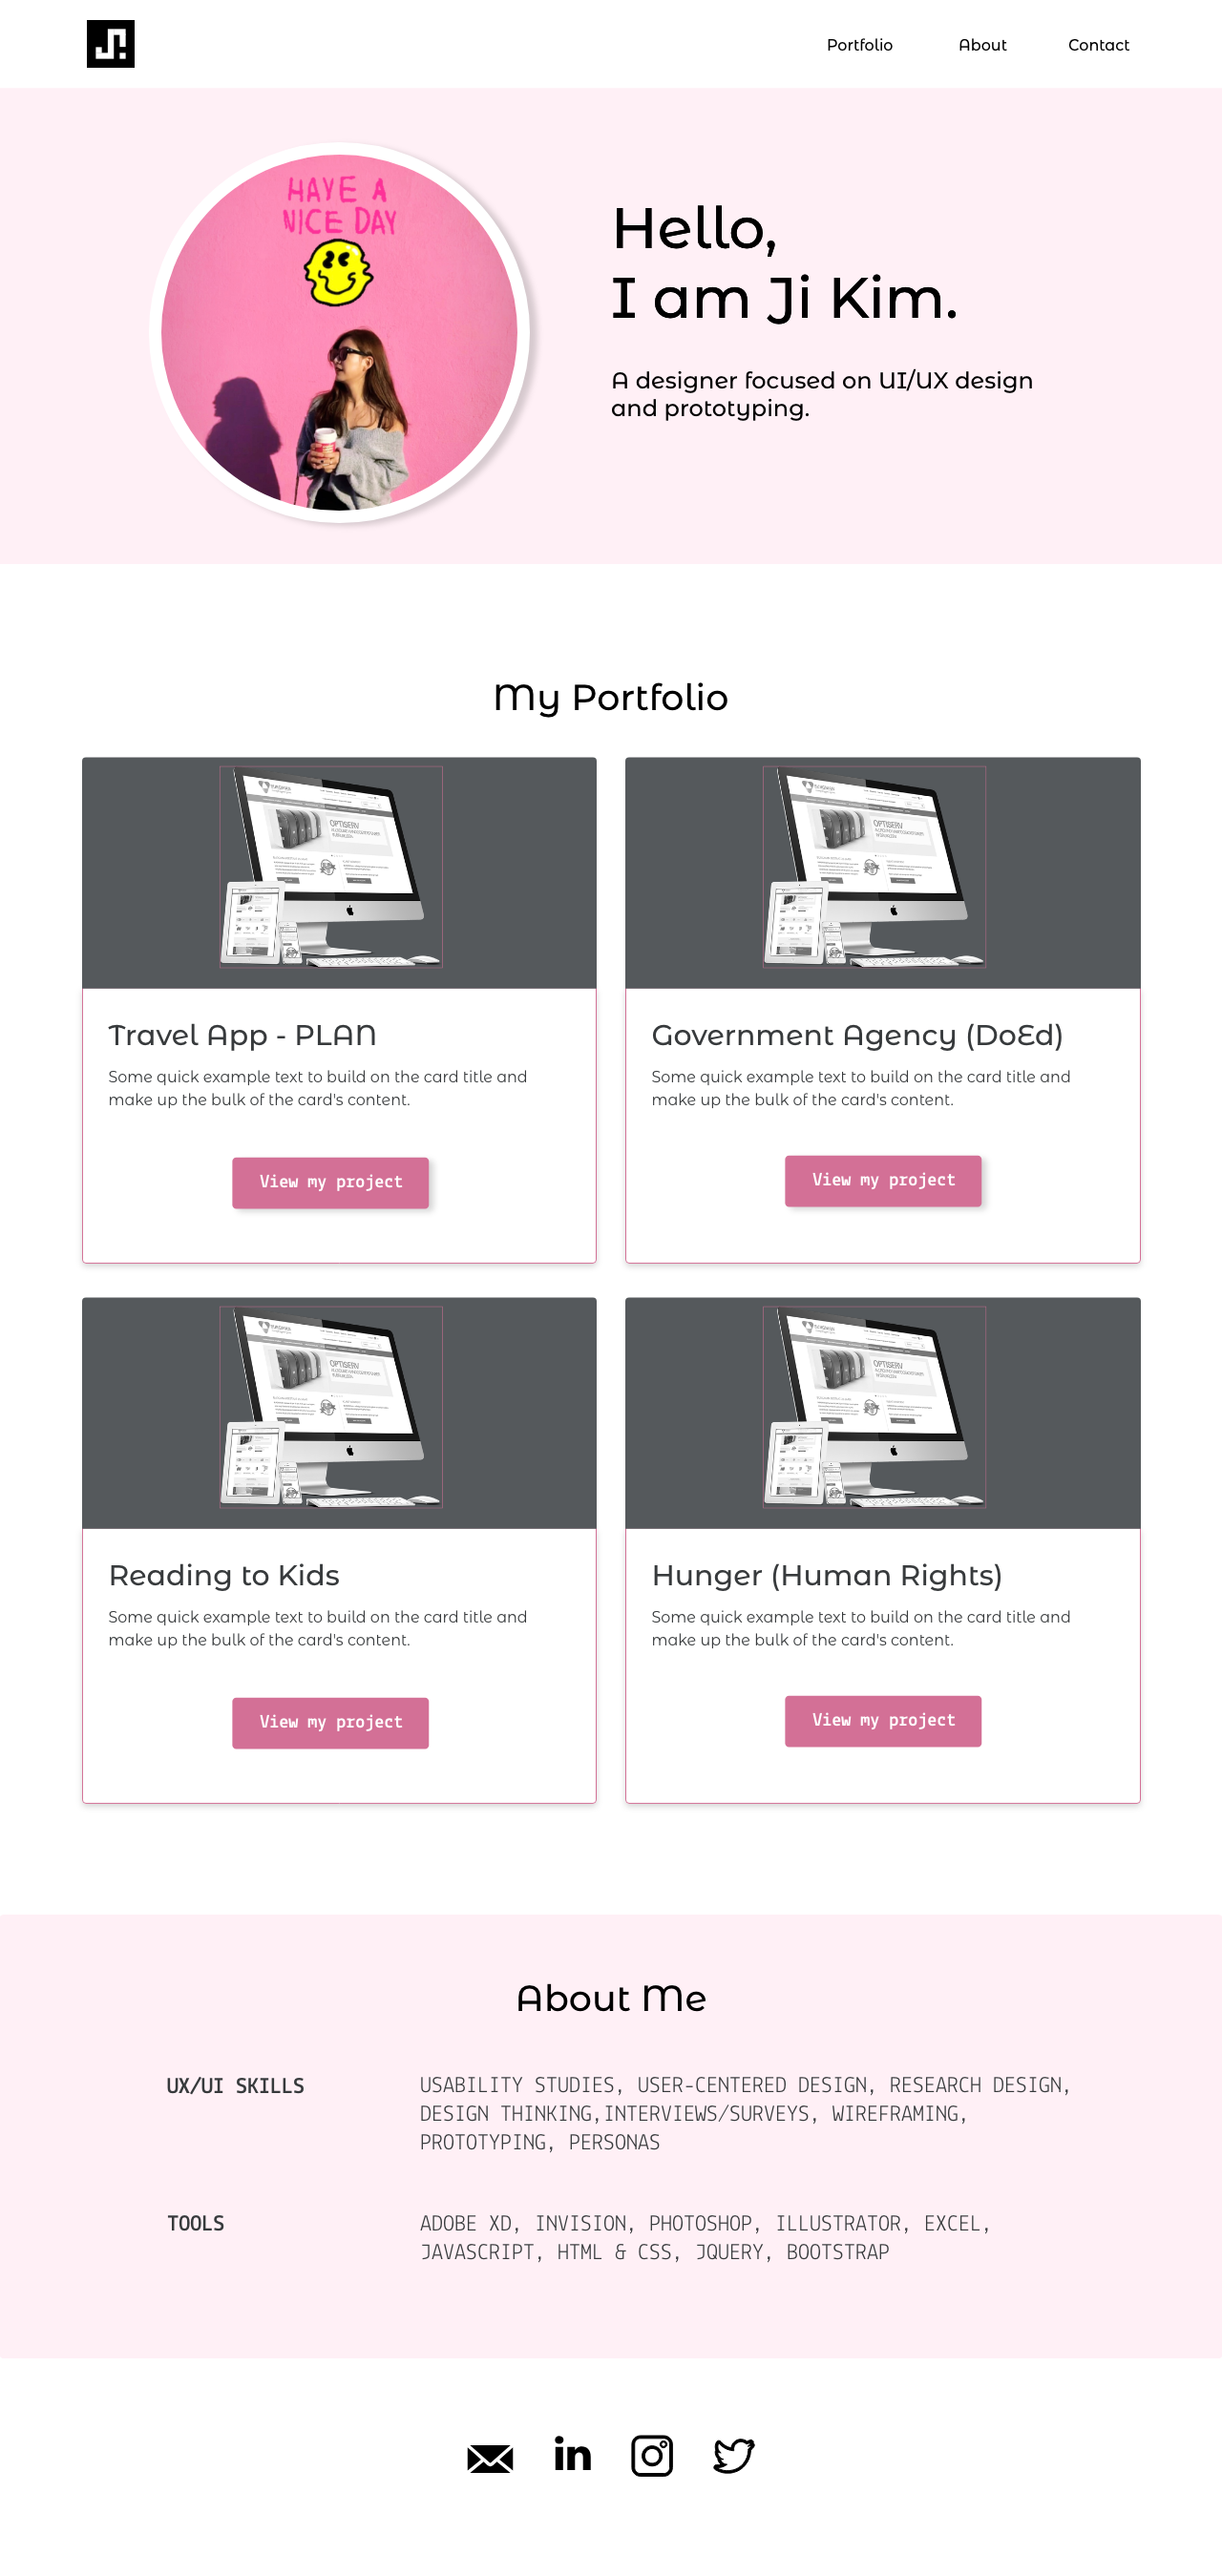 Portfolio About Contact
HAVE A
NICE DAY
Hello,
I am Ji Kim.
A designer focused on UI/UX design
and prototyping.
My Portfolio
OPTISERV
OPTISERV
Travel App - PLAN
Government Agency (DoEd)
Some quick example text to build on the card title and
make up the bulk of the card's content.
Some quick example text to build on the card title and
make up the bulk of the card's content.
View my project
View my project
OPTISERV
OPTISERV
Reading to Kids
Hunger (Human Rights)
Some quick example text to build on the card title and
make up the bulk of the card's content.
Some quick example text to build on the card title and
make up the bulk of the card's content.
View my project
View my project
About Me
UX/UI SKILLS
USABILITY STUDIES, USER-CENTERED DESIGN, RESEARCH DESIGN,
DESIGN THINKING,INTERVIEWS/SURVEYS, WIREFRAMING,
PROTOTYPING, PERSONAS
TOOLS
ADOBE XD, INVISION, PHOTOSHOP, ILLUSTRATOR, EXCEL,
JAVASCRIPT, HTML & CSS, JQUERY, BOOTSTRAP
in